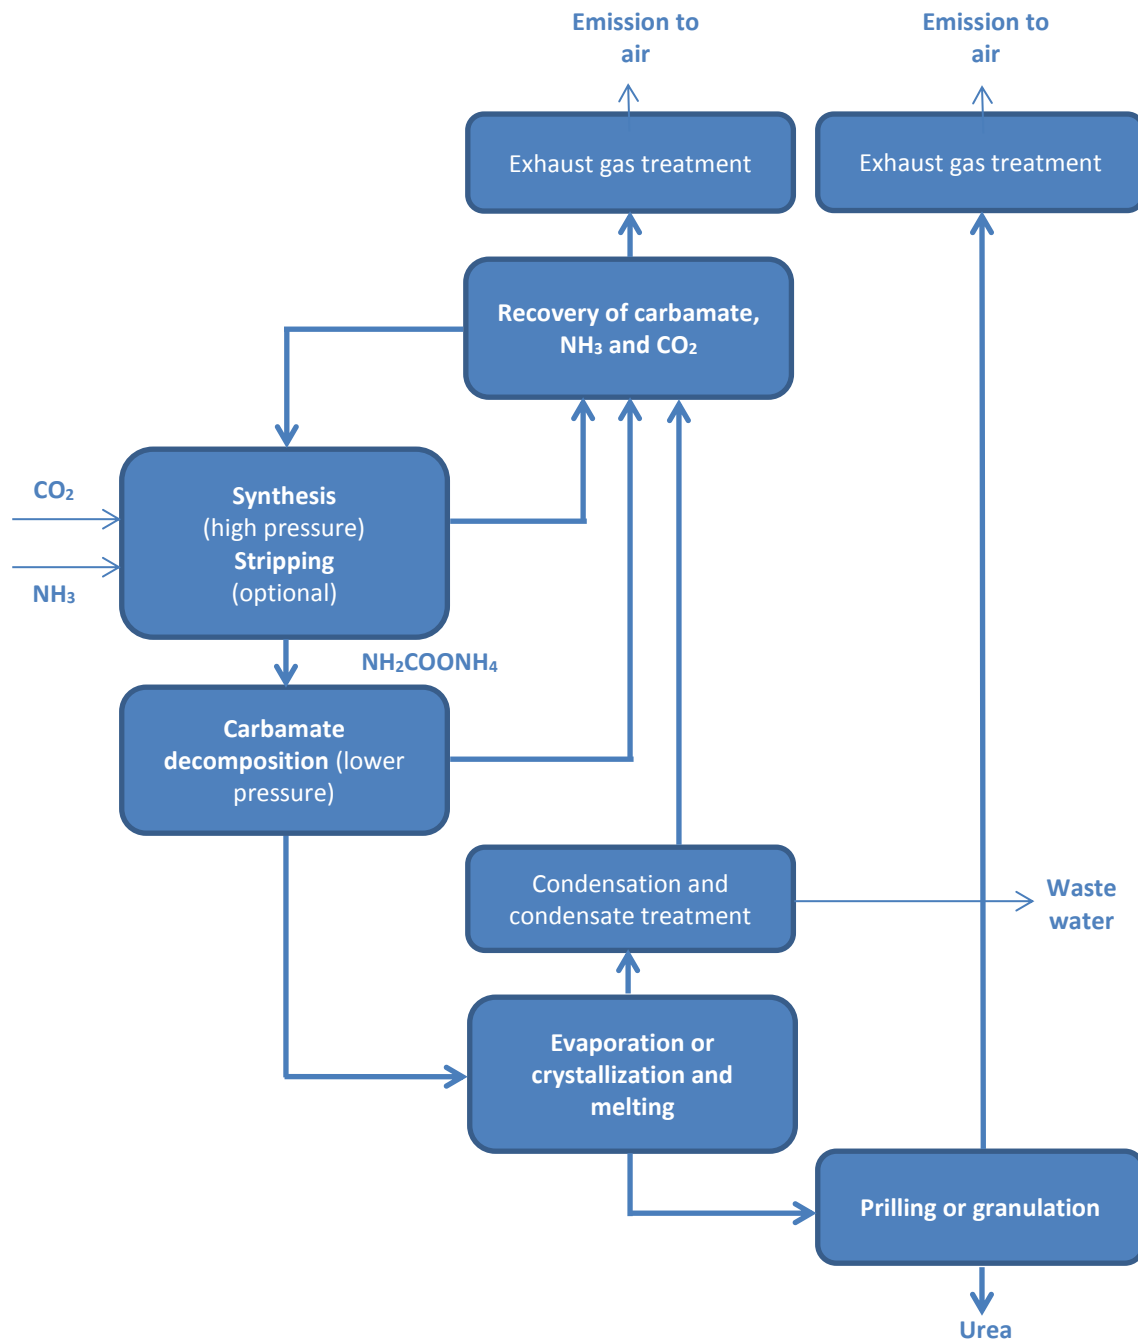 Emission to
air
Emission to
air
Exhaust gas treatment
Exhaust gas treatment
Recovery of carbamate,
NH₃ and CO₂
CO₂
NH₃
Synthesis
(high pressure)
Stripping
(optional)
NH₂COONH₄
Carbamate
decomposition (lower
pressure)
Condensation and
condensate treatment
Waste
water
Evaporation or
crystallization and
melting
Prilling or granulation
Urea